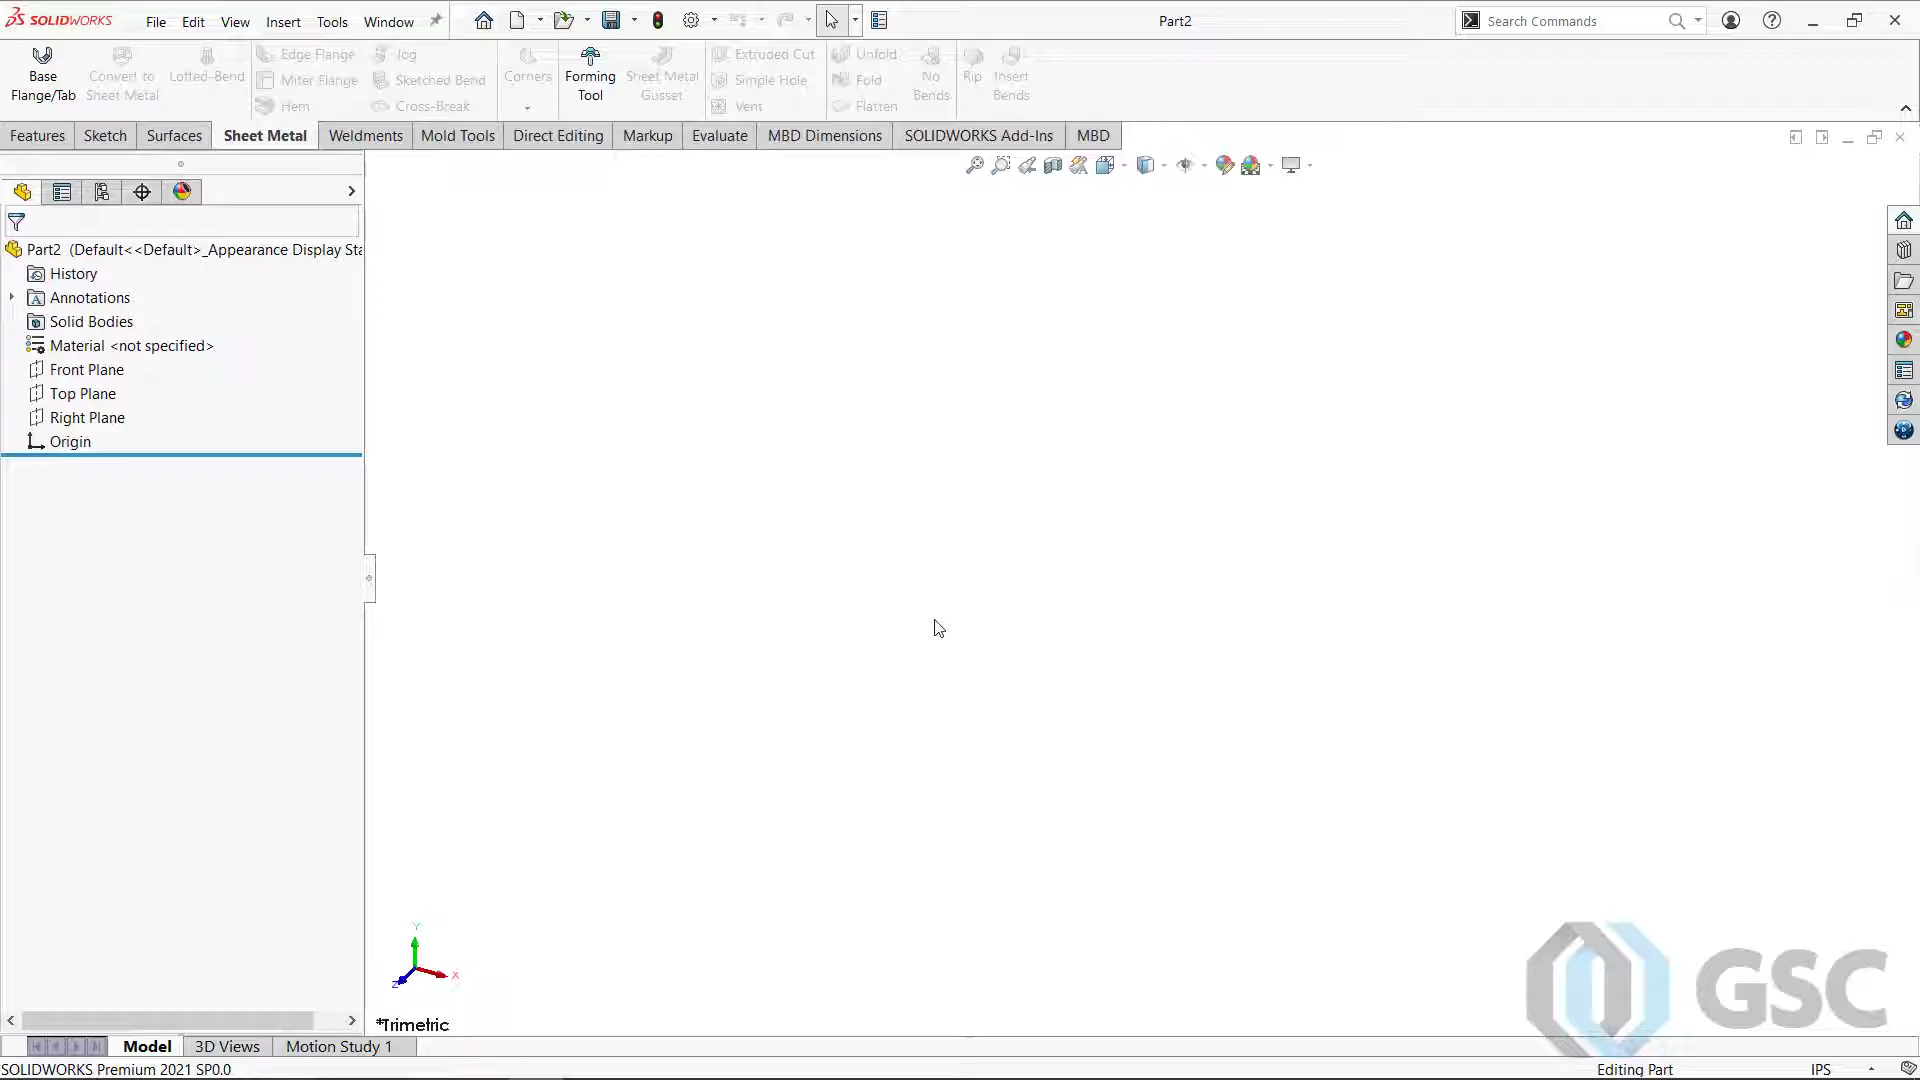 SOLIDWORKS File Edit View Insert Tools Window Part2 Search Commands
Base Flange/Tab
Convert to Sheet Metal
Lofted-Bend
Edge Flange
Miter Flange
Hem
Jog
Sketched Bend
Cross-Break
Corners
Forming Tool
Sheet Metal Gusset
Extruded Cut
Simple Hole
Vent
Unfold
Fold
Flatten
No Bends
Rip
Insert Bends
Features Sketch Surfaces Sheet Metal Weldments Mold Tools Direct Editing Markup Evaluate MBD Dimensions SOLIDWORKS Add-Ins MBD
Part2 (Default<<Default>_Appearance Display Sta
History
Annotations
Solid Bodies
Material <not specified>
Front Plane
Top Plane
Right Plane
Origin
Y
X
Z
*Trimetric
GSC
Model 3D Views Motion Study 1
SOLIDWORKS Premium 2021 SP0.0 Editing Part IPS